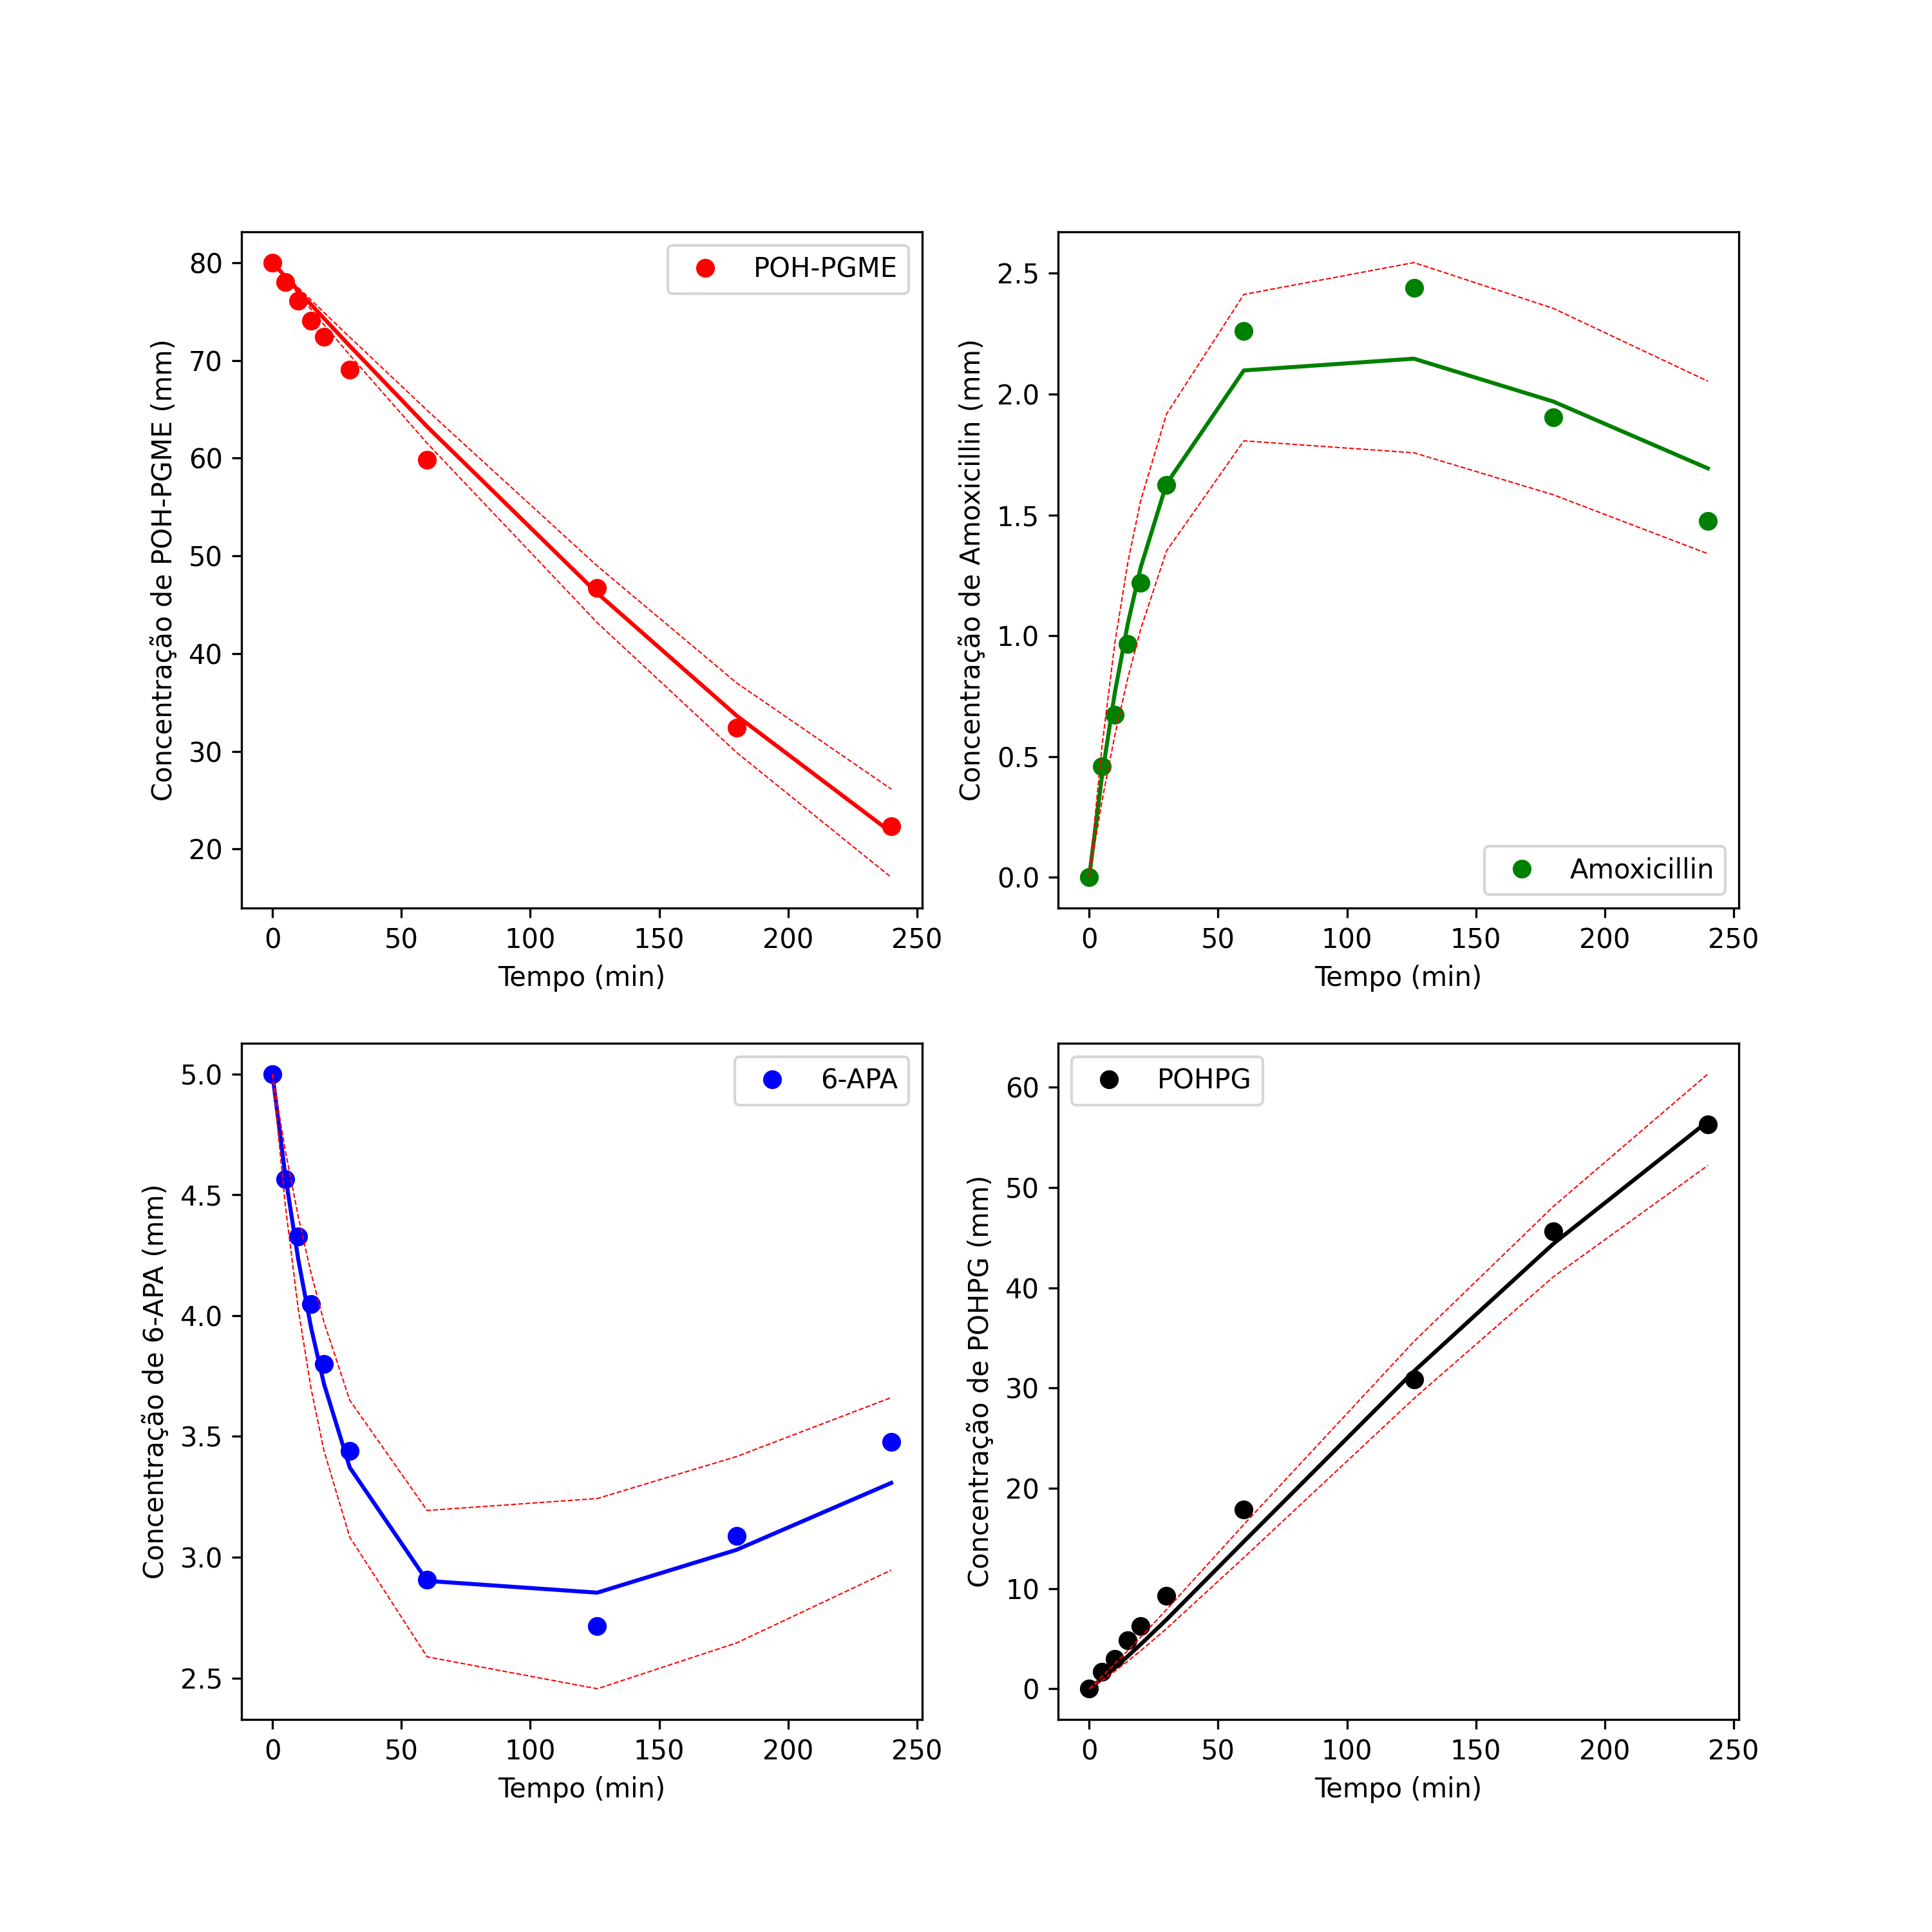 POH-PGME
Concentração de POH-PGME (mm)
80
70
60
50
40
30
20
0 50 100 150 200 250
Tempo (min)
Amoxicillin
Concentração de Amoxicillin (mm)
2.5
2.0
1.5
1.0
0.5
0.0
0 50 100 150 200 250
Tempo (min)
6-APA
Concentração de 6-APA (mm)
5.0
4.5
4.0
3.5
3.0
2.5
0 50 100 150 200 250
Tempo (min)
POHPG
Concentração de POHPG (mm)
60
50
40
30
20
10
0
0 50 100 150 200 250
Tempo (min)